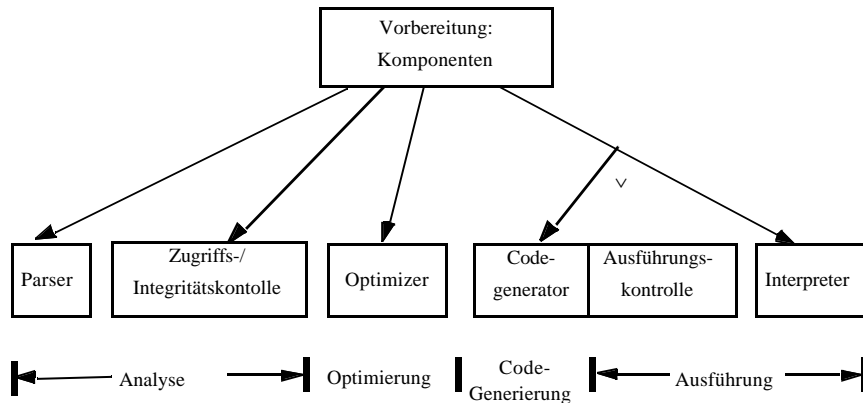 Vorbereitung:
Komponenten
∨
Parser
Zugriffs-/
Integritätskontolle
Optimizer
Code-
generator
Ausführungs-
kontrolle
Interpreter
Analyse
Optimierung
Code-
Generierung
Ausführung